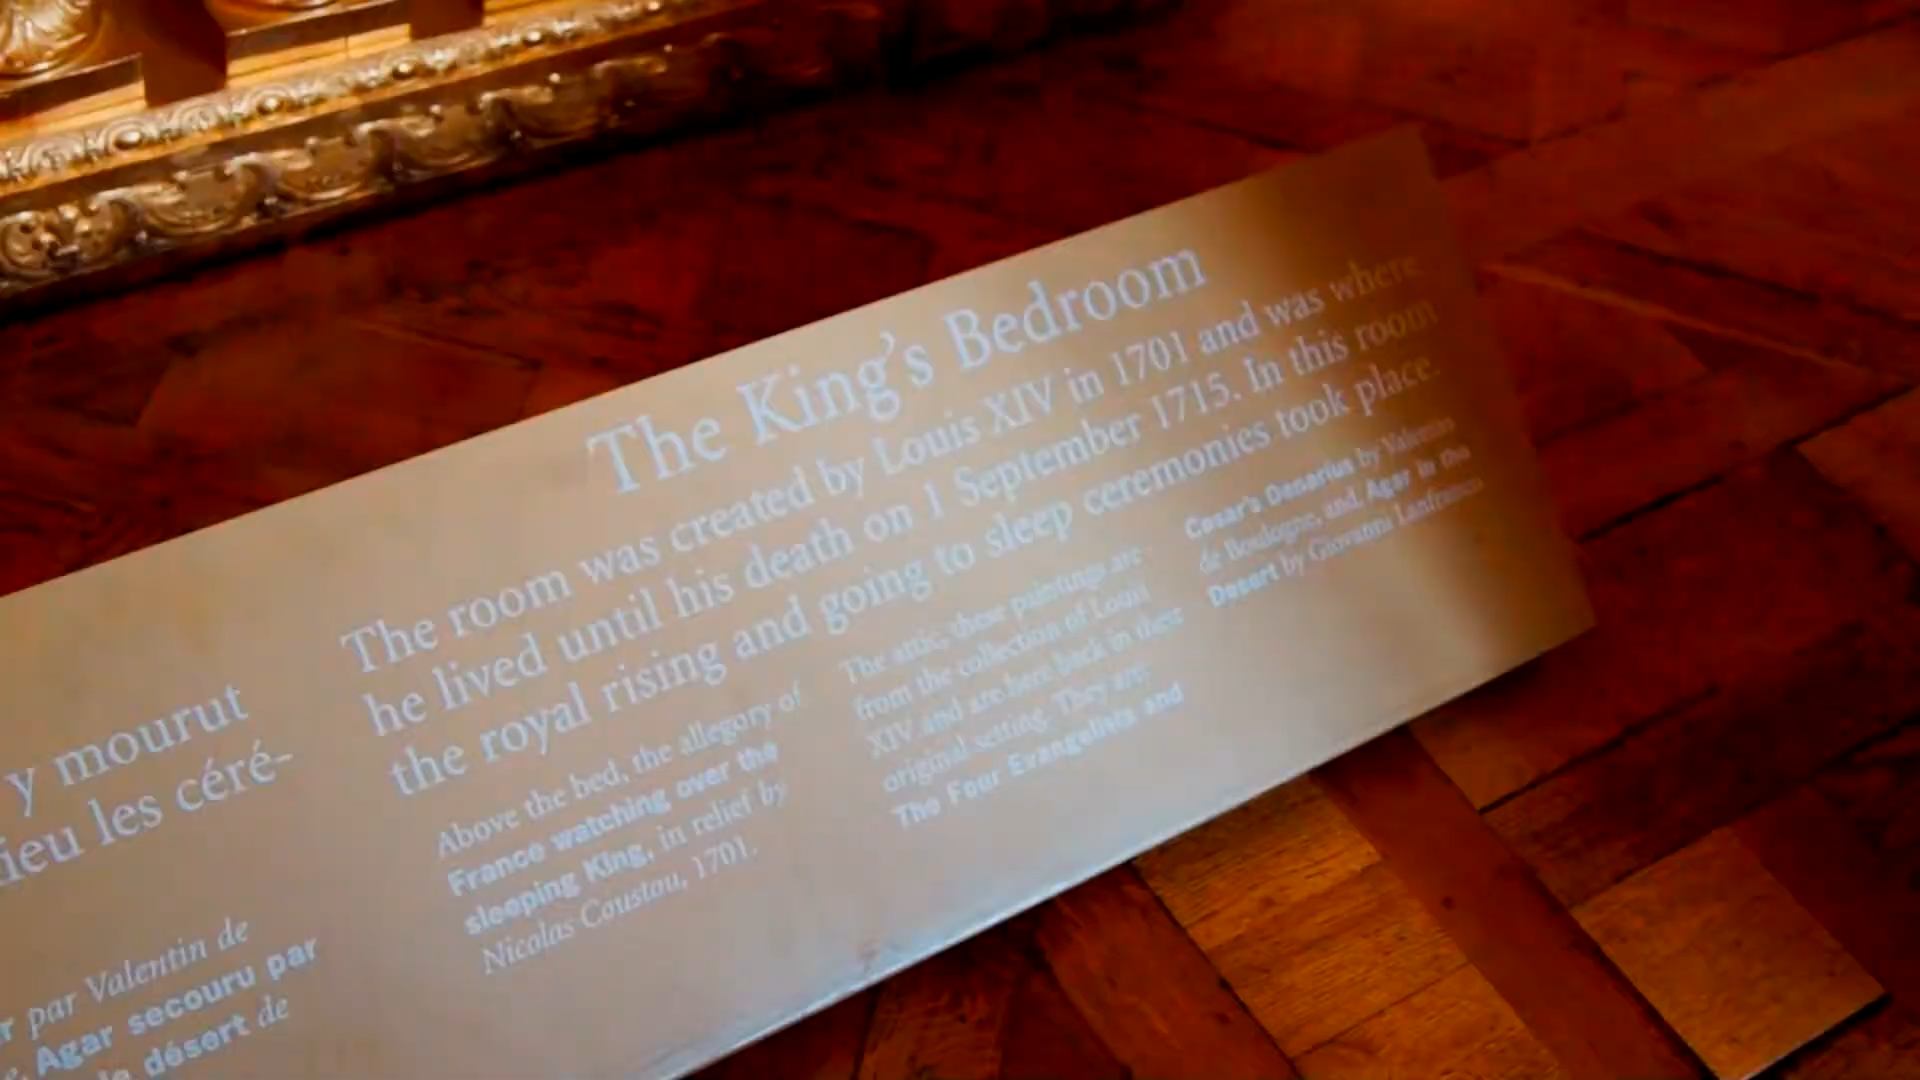 y mourut
ieu les céré-
r par Valentin de
Agar secouru par
désert de
The King's Bedroom
The room was created by Louis XIV in 1701 and was where
he lived until his death on 1 September 1715. In this room
the royal rising and going to sleep ceremonies took place.
Above the bed, the allegory of
France watching over the
sleeping King, in relief by
Nicolas Coustou, 1701.
The attic, these paintings are
from the collection of Louis
XIV and are here back in their
original setting. They are:
The Four Evangelists and
Cesar's Denarius by Valentin
de Boulogne, and, Agar in the
Desert by Giovanni Lanfranco